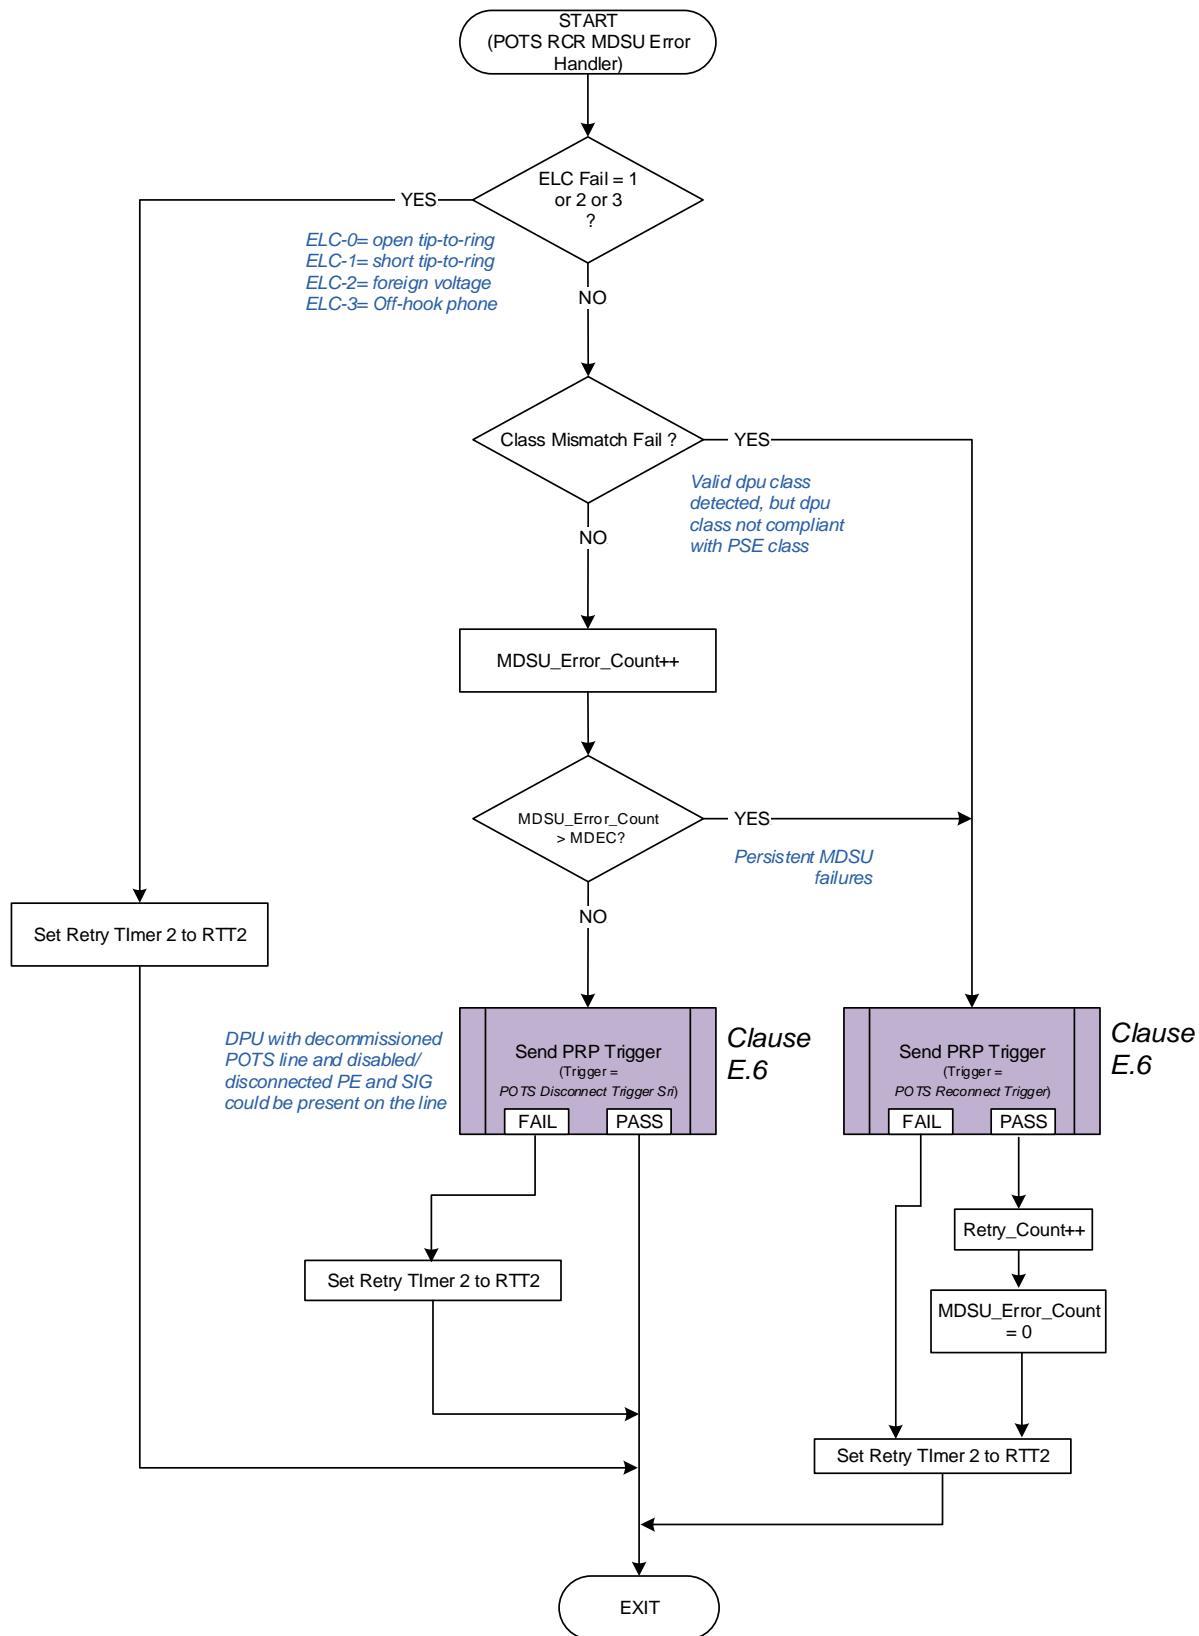 START
(POTS RCR MDSU Error
Handler)
ELC Fail = 1
or 2 or 3
?
YES
ELC-0= open tip-to-ring
ELC-1= short tip-to-ring
ELC-2= foreign voltage
ELC-3= Off-hook phone
NO
Class Mismatch Fail ?
YES
Valid dpu class
detected, but dpu
class not compliant
with PSE class
NO
MDSU_Error_Count++
MDSU_Error_Count
> MDEC?
YES
Persistent MDSU
failures
NO
Set Retry TImer 2 to RTT2
DPU with decommissioned
POTS line and disabled/
disconnected PE and SIG
could be present on the line
Send PRP Trigger
(Trigger =
POTS Disconnect Trigger Sri)
FAIL
PASS
Clause
E.6
Send PRP Trigger
(Trigger =
POTS Reconnect Trigger)
FAIL
PASS
Clause
E.6
Retry_Count++
Set Retry TImer 2 to RTT2
MDSU_Error_Count
= 0
Set Retry TImer 2 to RTT2
EXIT